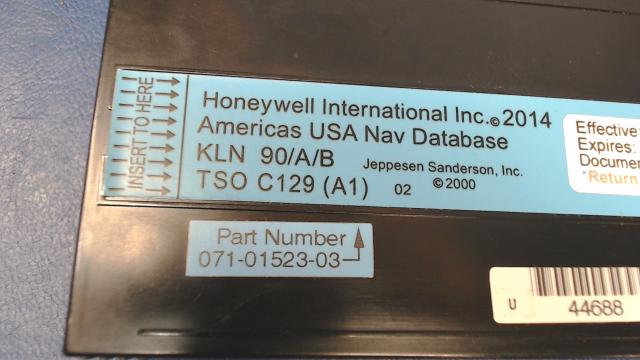 INSERT TO HERE
Honeywell International Inc.© 2014
Americas USA Nav Database
KLN 90/A/B
Jeppesen Sanderson, Inc.
TSO C129 (A1)
02
©2000
Effective:
Expires:
Documen
*Return
Part Number
071-01523-03
U
44688